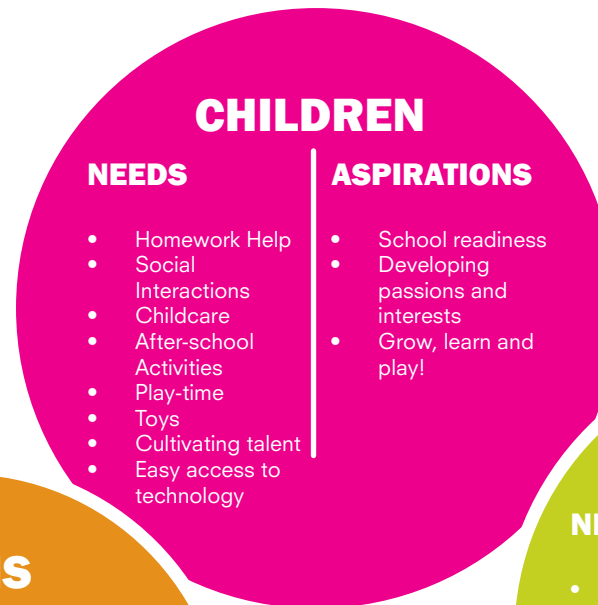 CHILDREN
NEEDS
• Homework Help
• Social
Interactions
• Childcare
• After-school
Activities
• Play-time
• Toys
• Cultivating talent
• Easy access to
technology
ASPIRATIONS
• School readiness
• Developing
passions and
interests
• Grow, learn and
play!